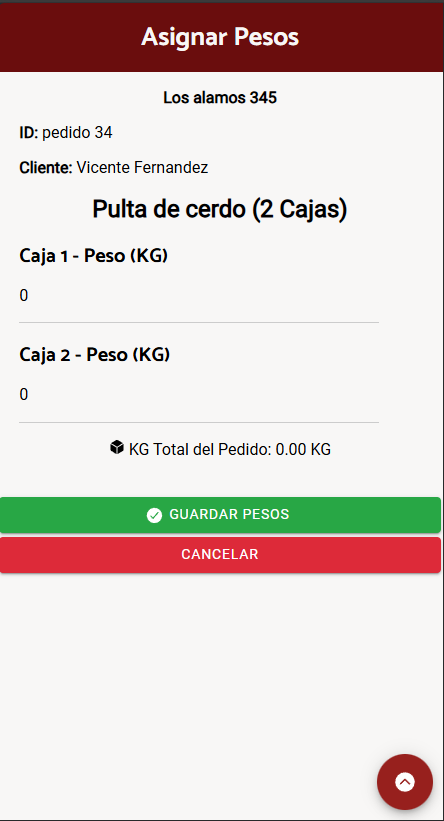 Asignar Pesos
Los alamos 345
ID: pedido 34
Cliente: Vicente Fernandez
Pulta de cerdo (2 Cajas)
Caja 1 - Peso (KG)
0
Caja 2 - Peso (KG)
0
KG Total del Pedido: 0.00 KG
GUARDAR PESOS
CANCELAR